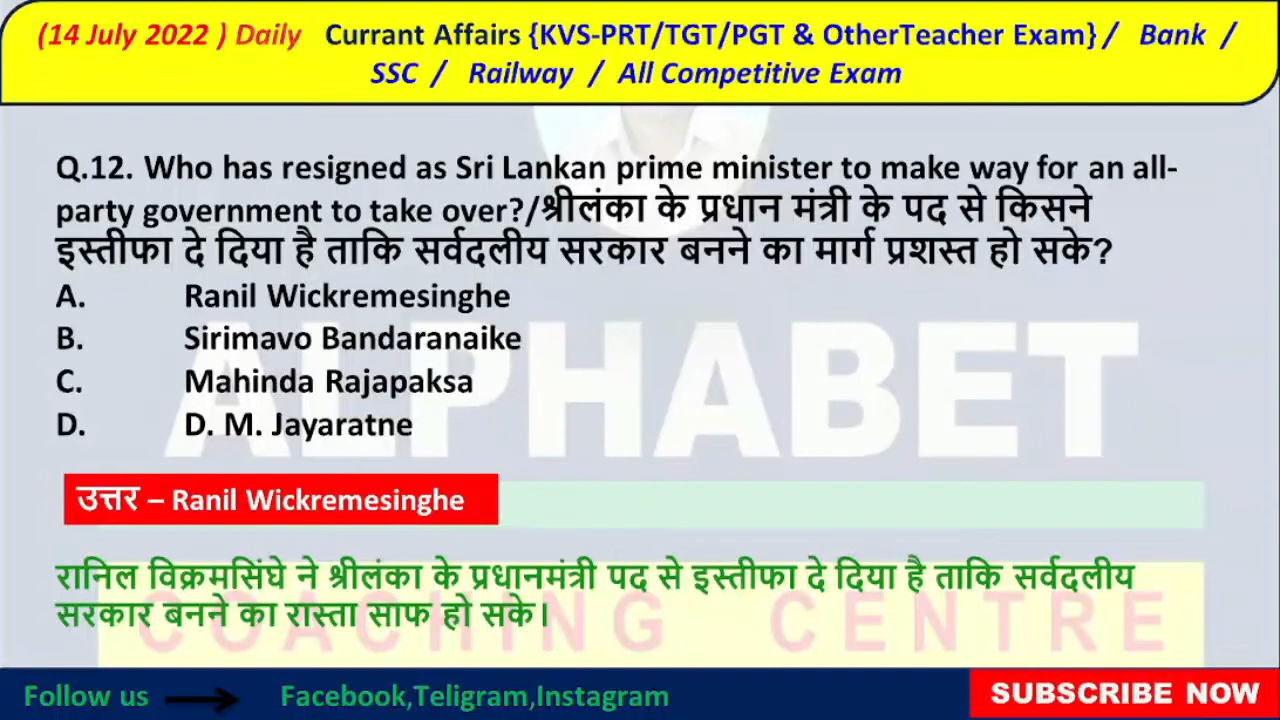 (14 July 2022 ) Daily Currant Affairs {KVS-PRT/TGT/PGT & OtherTeacher Exam} / Bank /
SSC / Railway / All Competitive Exam
Q.12. Who has resigned as Sri Lankan prime minister to make way for an all-
party government to take over?/श्रीलंका के प्रधान मंत्री के पद से किसने
इस्तीफा दे दिया है ताकि सर्वदलीय सरकार बनने का मार्ग प्रशस्त हो सके?
A. Ranil Wickremesinghe
B. Sirimavo Bandaranaike
C. Mahinda Rajapaksa
D. D. M. Jayaratne
ALPHABET
उत्तर – Ranil Wickremesinghe
रानिल विक्रमसिंघे ने श्रीलंका के प्रधानमंत्री पद से इस्तीफा दे दिया है ताकि सर्वदलीय
सरकार बनने का रास्ता साफ हो सके।
COACHING CENTRE
Follow us Facebook,Teligram,Instagram
SUBSCRIBE NOW